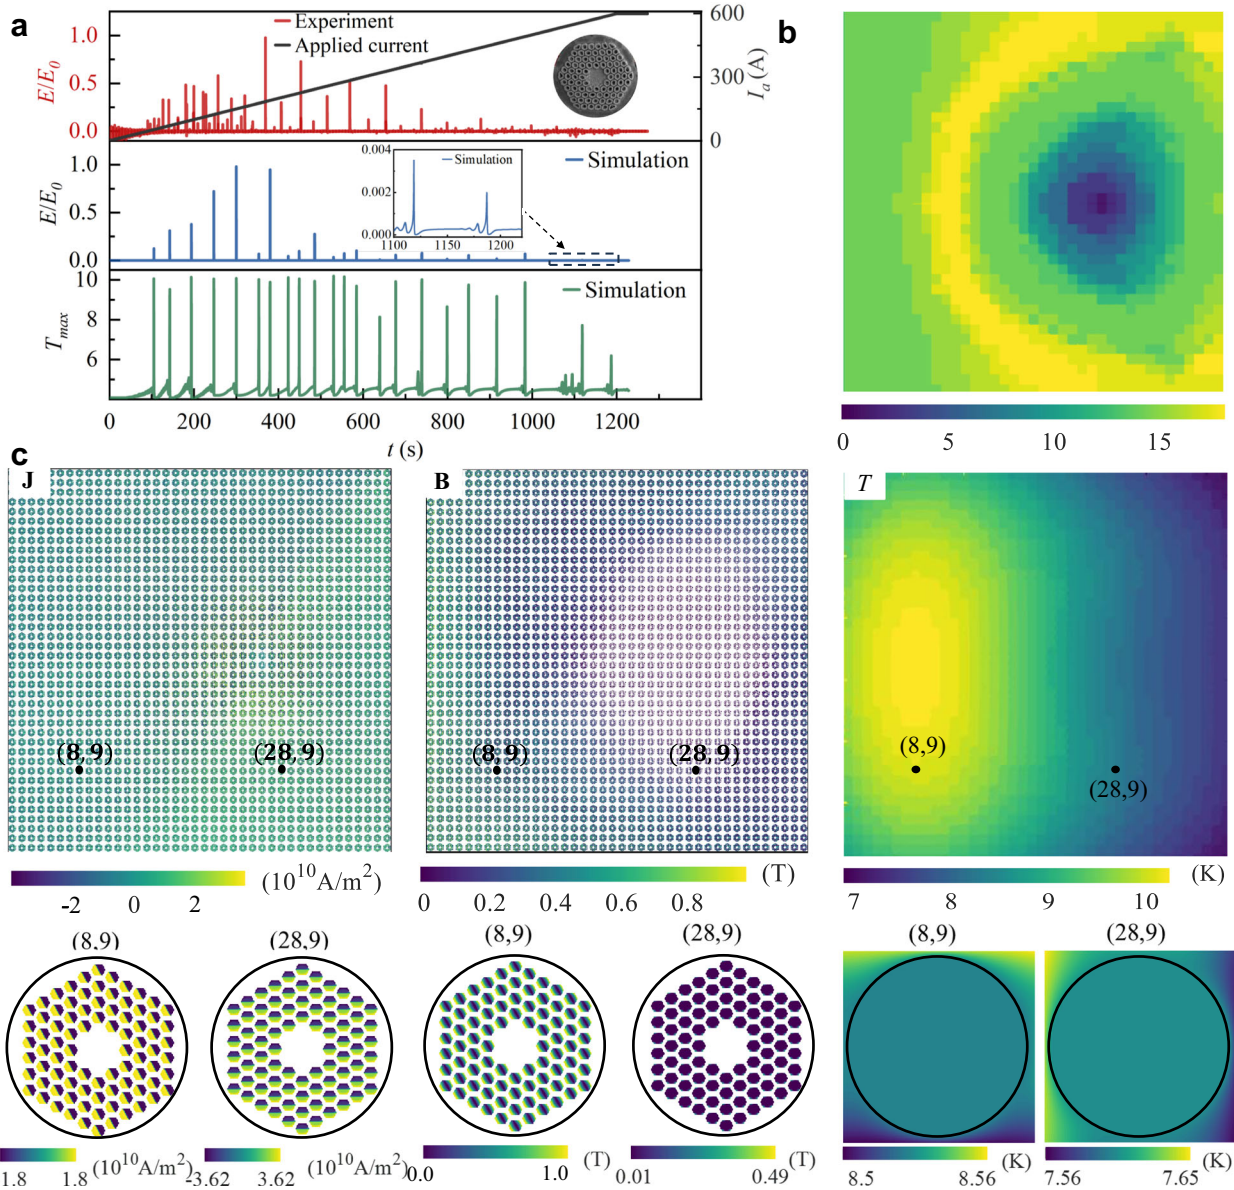 a
Experiment
Applied current
1.0
0.5
0.0
E/E0
600
300
0
Ia (A)
b
1.0
0.5
0.0
E/E0
Simulation
0.004
0.002
0.000
Simulation
1100 1150 1200
10
8
6
Tmax
Simulation
0 200 400 600 800 1000 1200
t (s)
0 5 10 15
c
J
(8,9) (28,9)
-2 0 2 (10^10A/m^2)
B
(8,9) (28,9)
0 0.2 0.4 0.6 0.8 (T)
T
(8,9)
(28,9)
7 8 9 10 (K)
(8,9) (28,9) (8,9) (28,9) (8,9) (28,9)
1.8 1.8 (10^10A/m^2)
-3.62 3.62 (10^10A/m^2)
0.0 1.0 (T)
0.01 0.49 (T)
8.5 8.56 (K)
7.56 7.65 (K)